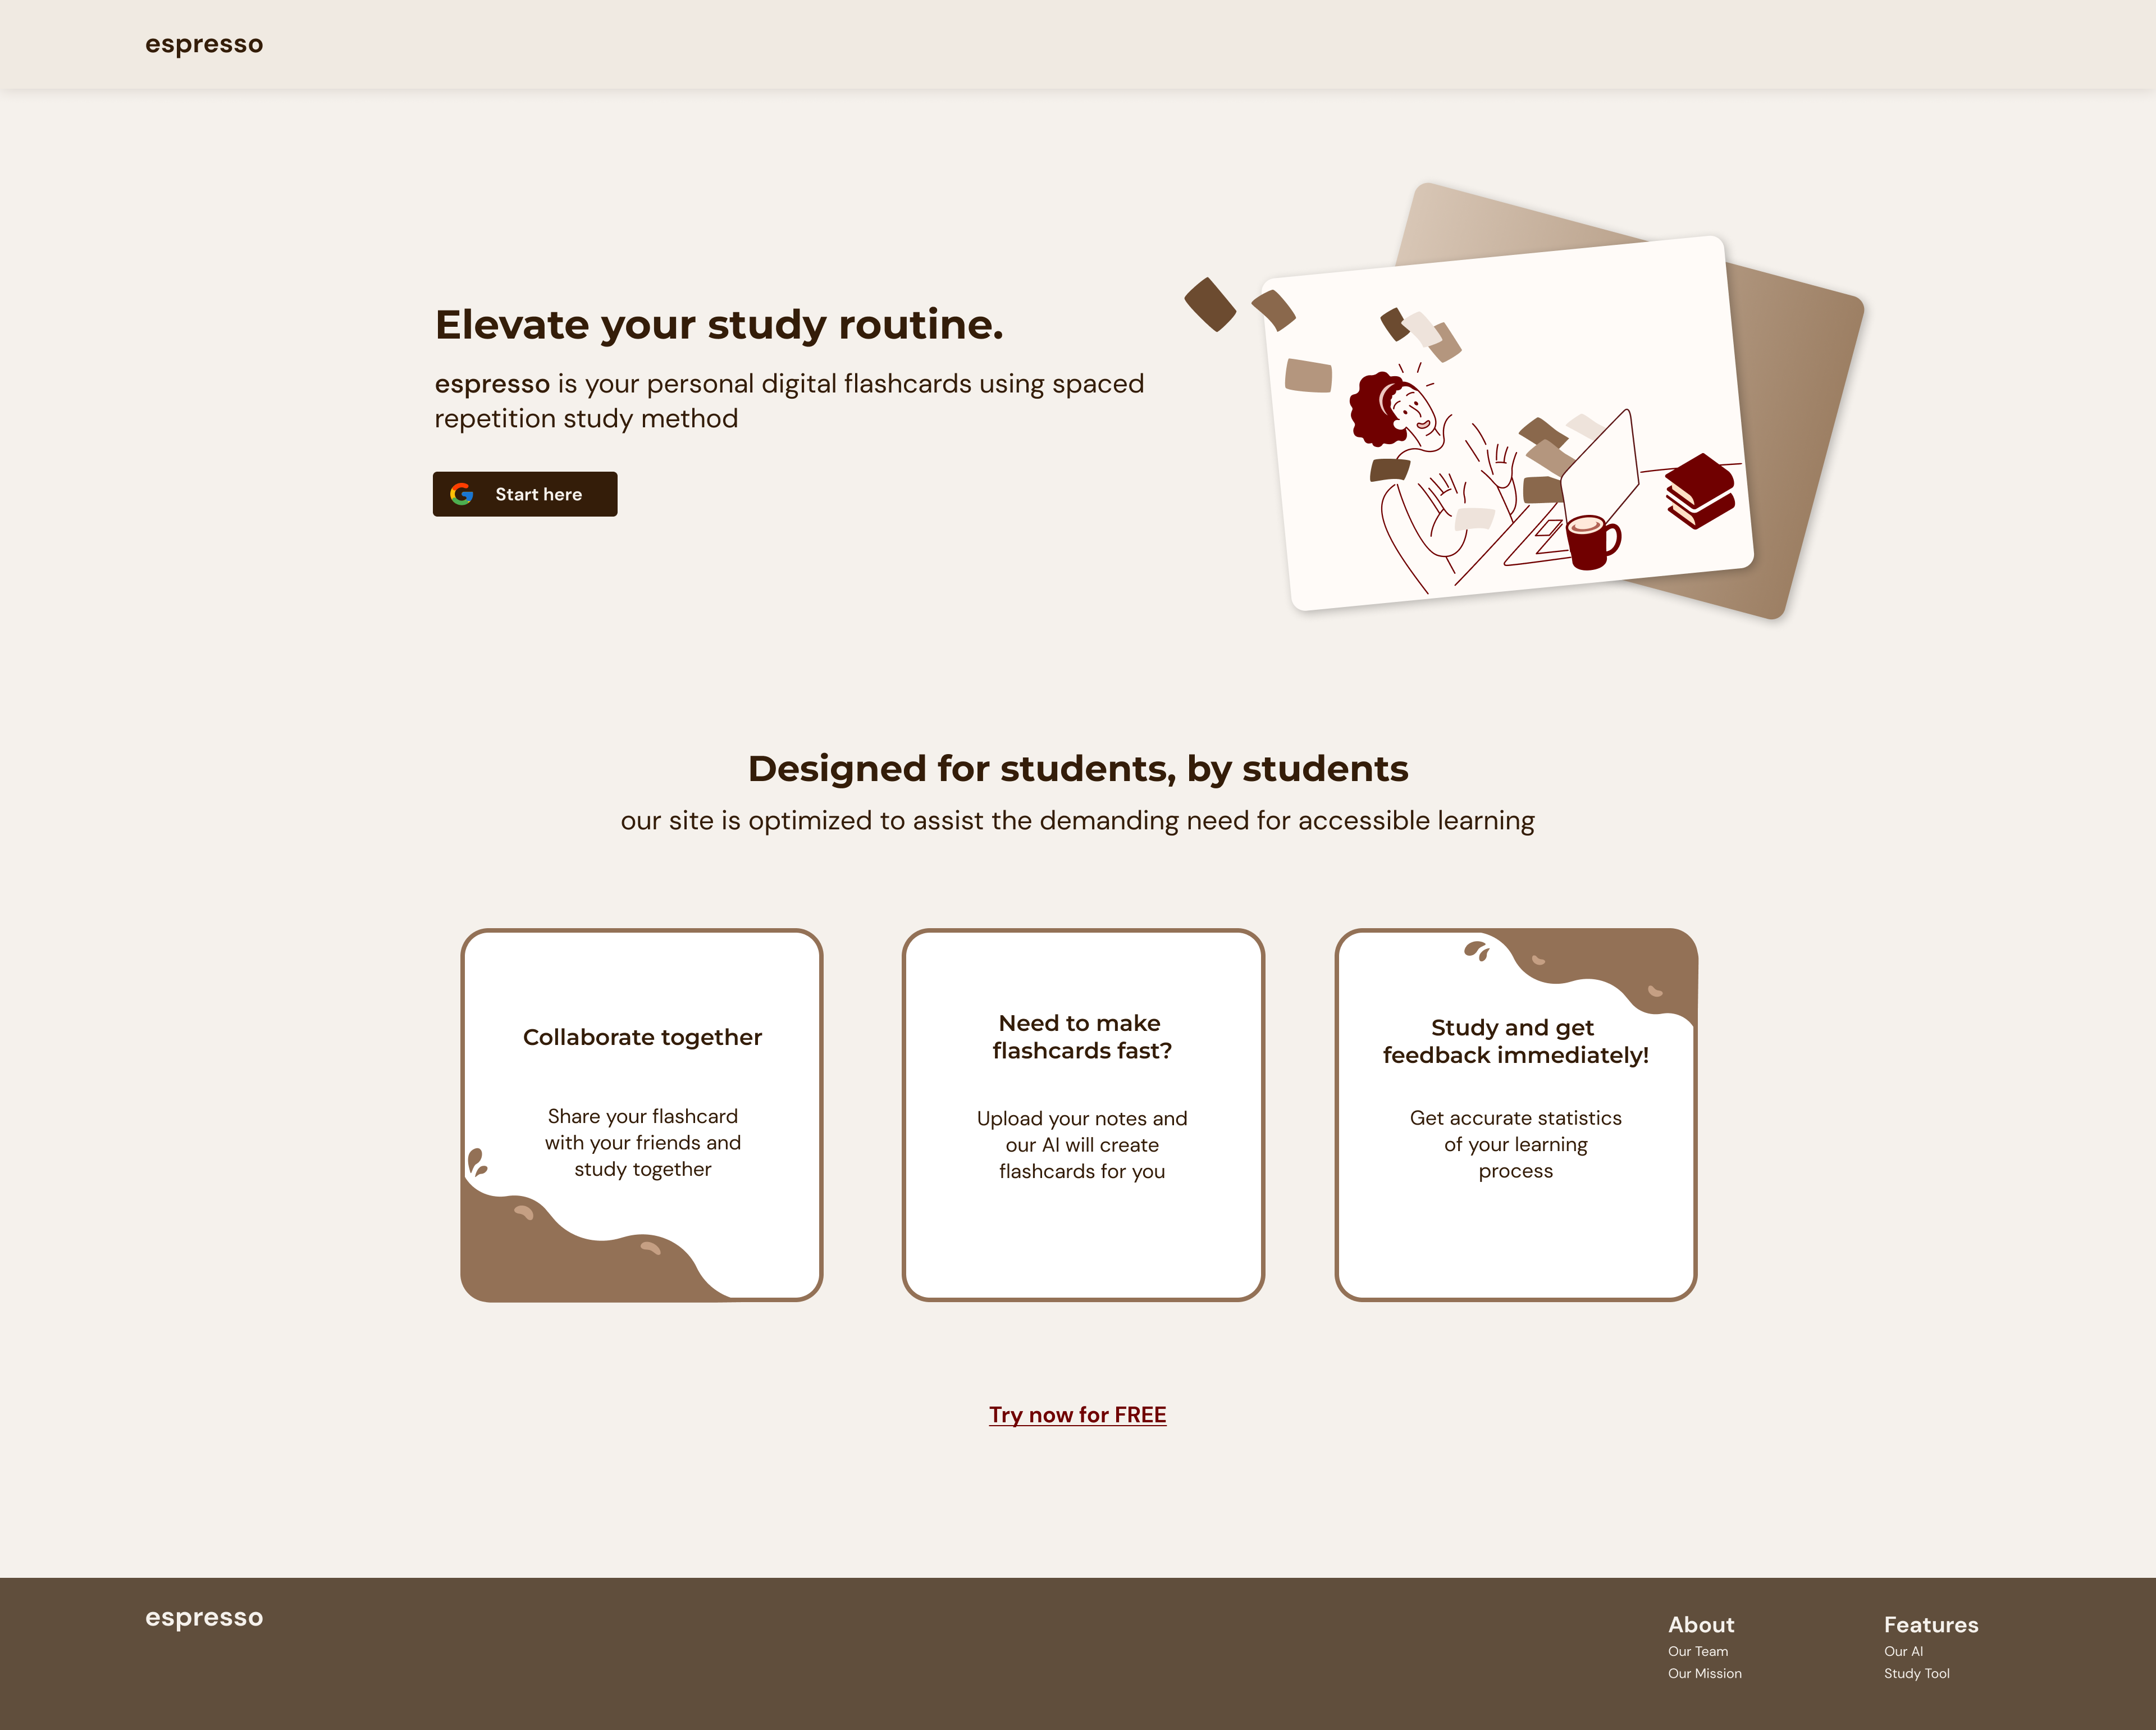 espresso
Elevate your study routine.
espresso is your personal digital flashcards using spaced
repetition study method
Start here
Designed for students, by students
our site is optimized to assist the demanding need for accessible learning
Collaborate together
Share your flashcard
with your friends and
study together
Need to make
flashcards fast?
Upload your notes and
our AI will create
flashcards for you
Study and get
feedback immediately!
Get accurate statistics
of your learning
process
Try now for FREE
espresso
About
Our Team
Our Mission
Features
Our AI
Study Tool